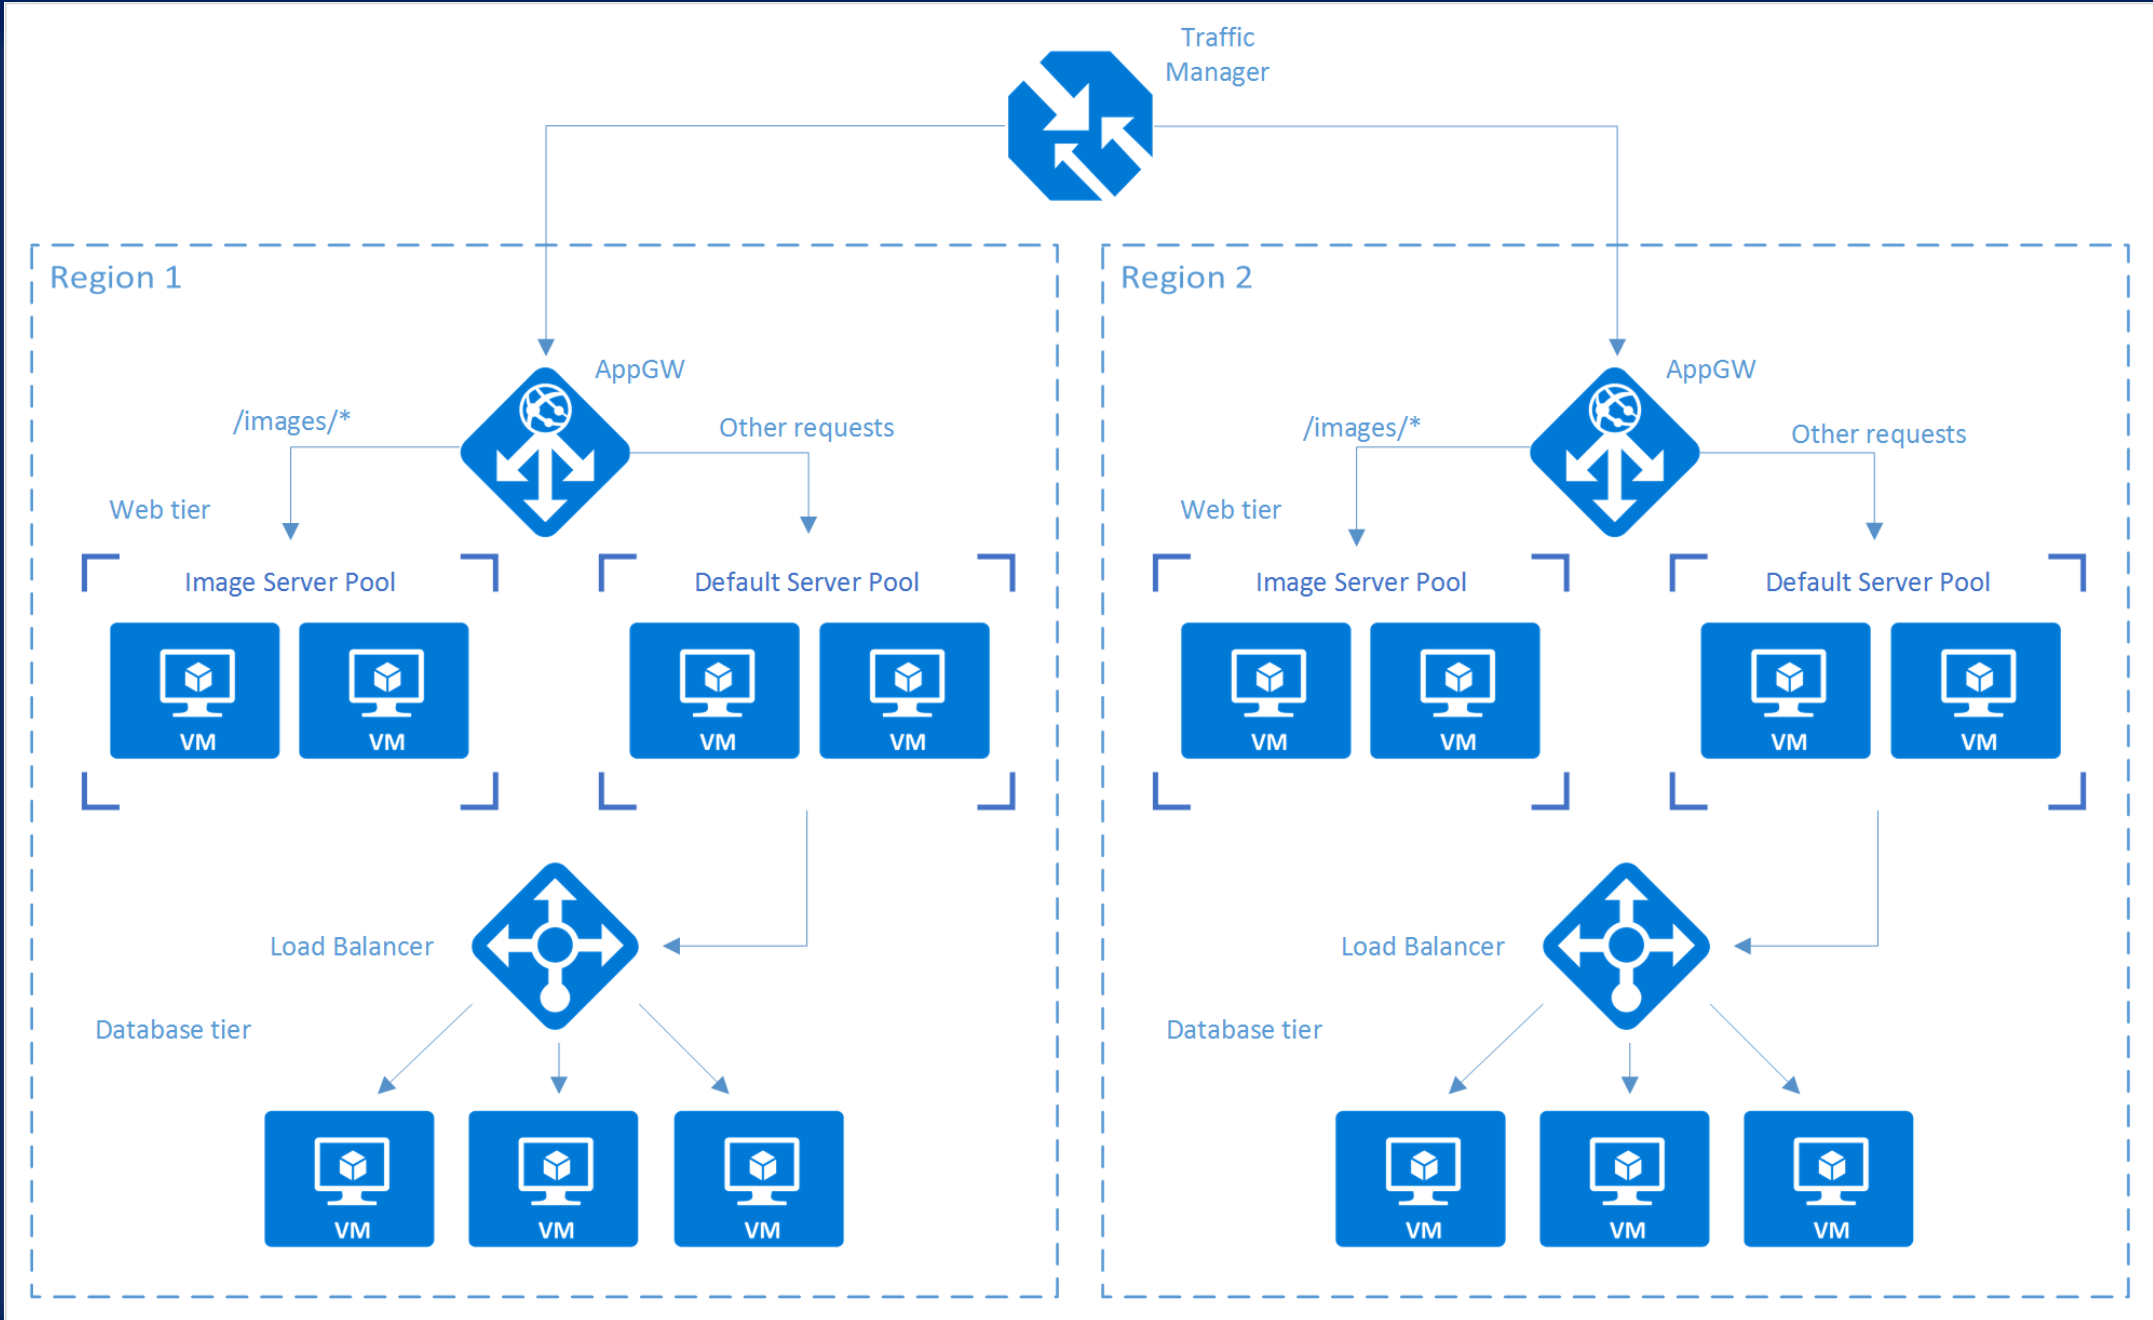 Traffic
Manager
Region 1
AppGW
/images/*
Other requests
Web tier
Image Server Pool
Default Server Pool
VM
VM
VM
VM
Load Balancer
Database tier
VM
VM
VM
Region 2
AppGW
/images/*
Other requests
Web tier
Image Server Pool
Default Server Pool
VM
VM
VM
VM
Load Balancer
Database tier
VM
VM
VM